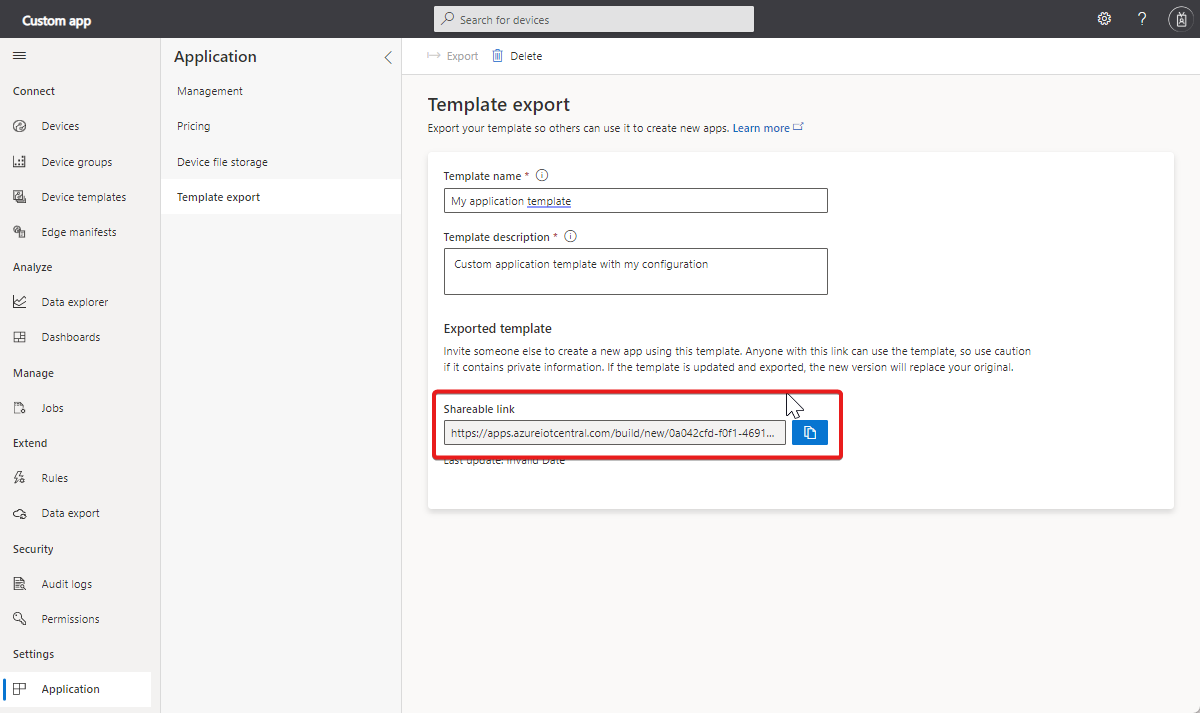 Custom app
Search for devices
?
Connect
Devices
Device groups
Device templates
Edge manifests
Analyze
Data explorer
Dashboards
Manage
Jobs
Extend
Rules
Data export
Security
Audit logs
Permissions
Settings
Application
Application
Management
Pricing
Device file storage
Template export
Export Delete
Template export
Export your template so others can use it to create new apps. Learn more
Template name *
My application template
Template description *
Custom application template with my configuration
Exported template
Invite someone else to create a new app using this template. Anyone with this link can use the template, so use caution
if it contains private information. If the template is updated and exported, the new version will replace your original.
Shareable link
https://apps.azureiotcentral.com/build/new/0a042cfd-f0f1-4691...
Last update: Invalid Date